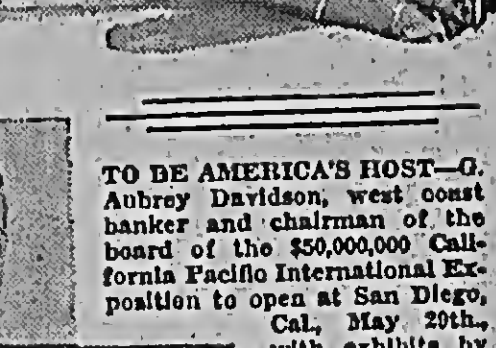 TO BE AMERICA'S HOST—G.
Aubrey Davidson, west coast
banker and chairman of the
board of the $50,000,000 Cali-
fornia Pacific International Ex-
position to open at San Diego,
Cal., May 29th.,
with exhibits by